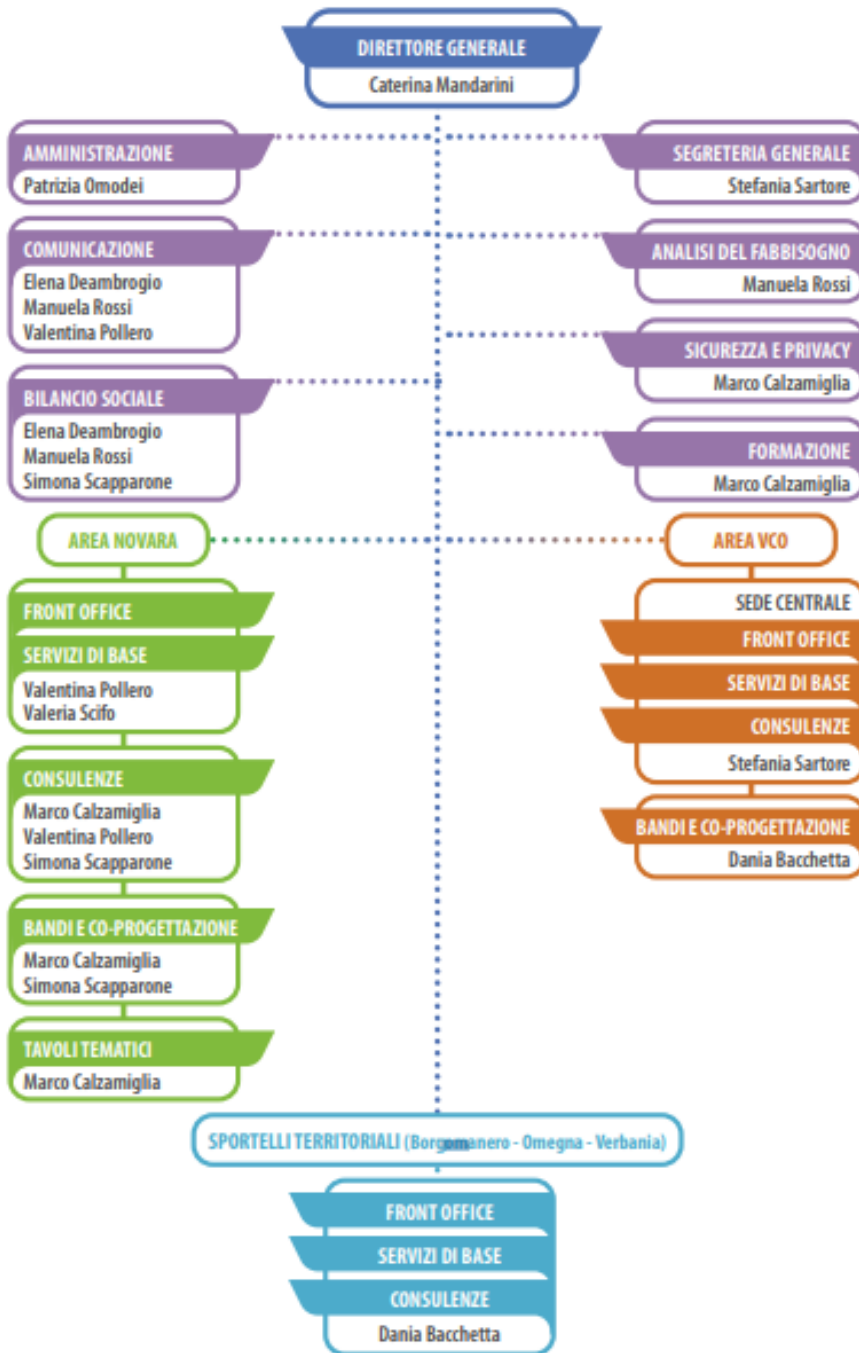 DIRETTORE GENERALE
Caterina Mandarini
AMMINISTRAZIONE
Patrizia Omodei
SEGRETERIA GENERALE
Stefania Sartore
COMUNICAZIONE
Elena Deambrogio
Manuela Rossi
Valentina Pollero
ANALISI DEL FABBISOGNO
Manuela Rossi
SICUREZZA E PRIVACY
Marco Calzamiglia
BILANCIO SOCIALE
Elena Deambrogio
Manuela Rossi
Simona Scapparone
FORMAZIONE
Marco Calzamiglia
AREA NOVARA
FRONT OFFICE
SERVIZI DI BASE
Valentina Pollero
Valeria Scifo
CONSULENZE
Marco Calzamiglia
Valentina Pollero
Simona Scapparone
BANDI E CO-PROGETTAZIONE
Marco Calzamiglia
Simona Scapparone
TAVOLI TEMATICI
Marco Calzamiglia
AREA VCO
SEDE CENTRALE
FRONT OFFICE
SERVIZI DI BASE
CONSULENZE
Stefania Sartore
BANDI E CO-PROGETTAZIONE
Dania Bacchetta
SPORTELLI TERRITORIALI (Borgomanero - Omegna - Verbania)
FRONT OFFICE
SERVIZI DI BASE
CONSULENZE
Dania Bacchetta